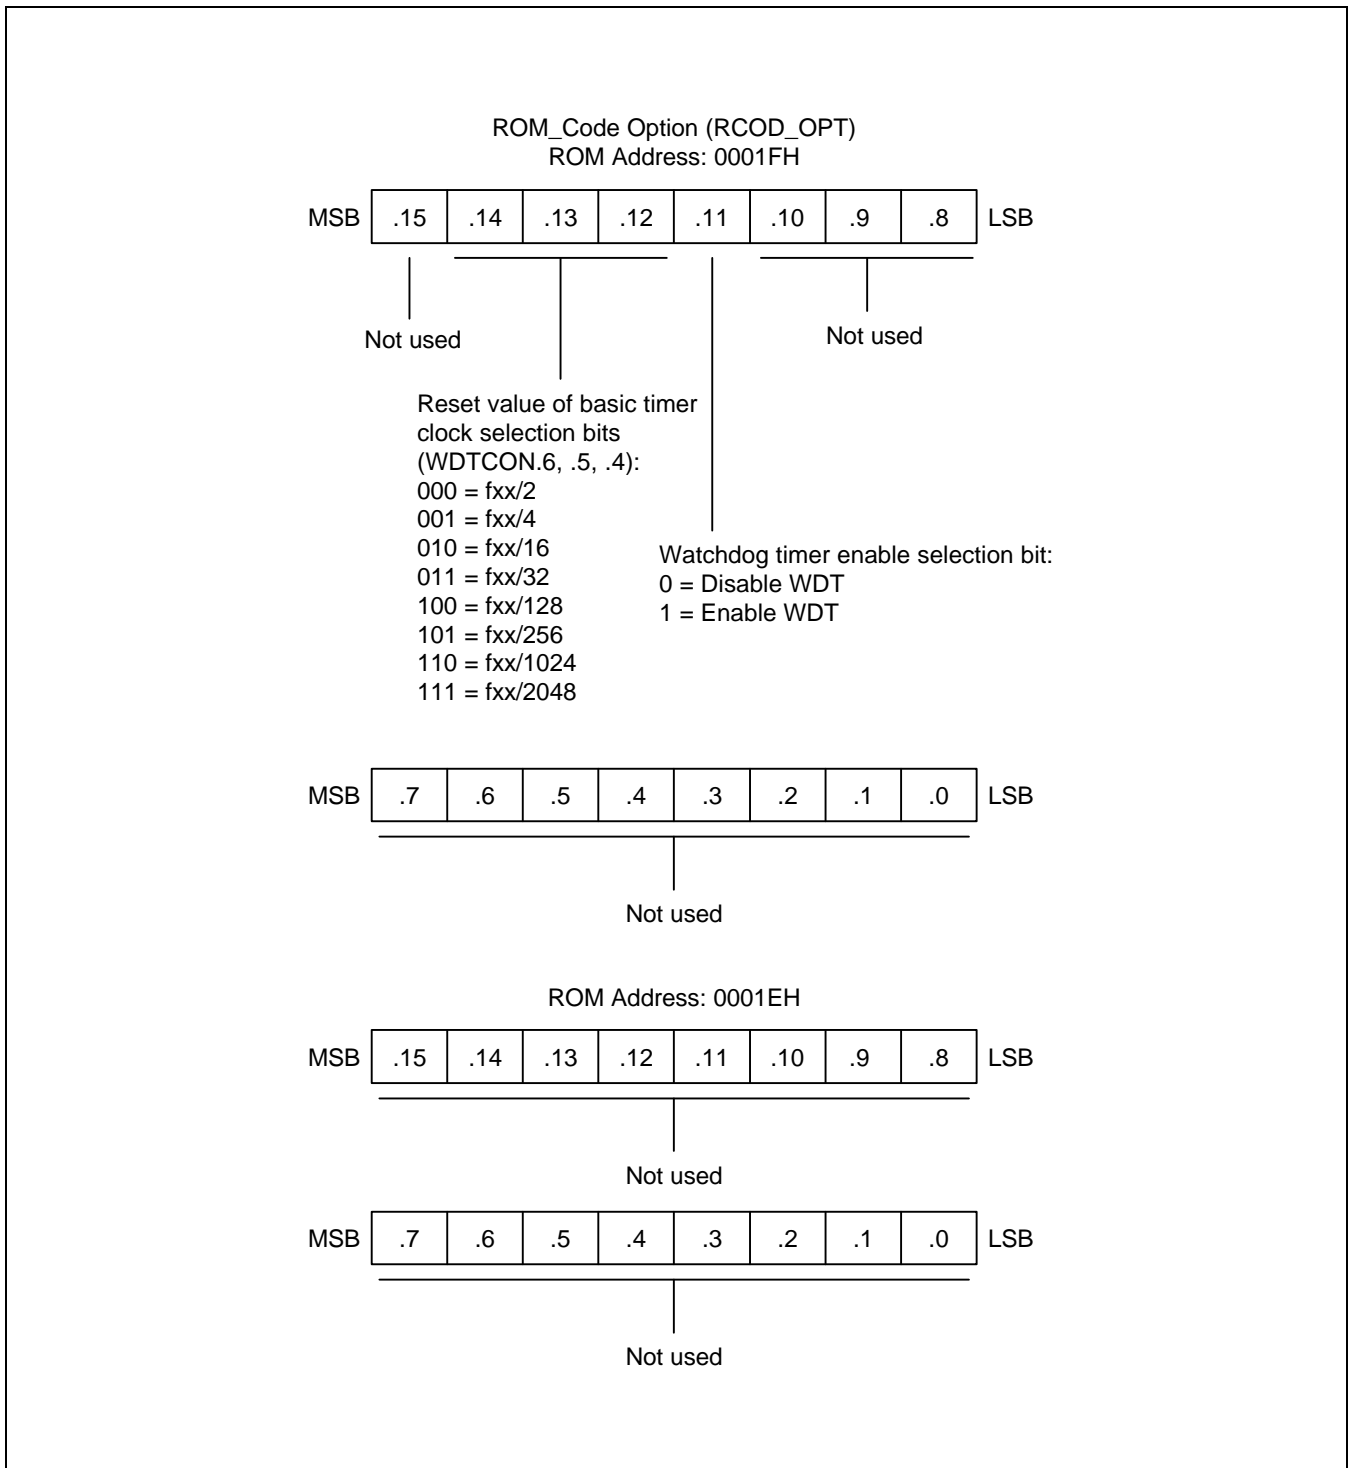 ROM_Code Option (RCOD_OPT)
ROM Address: 0001FH
MSB .15 .14 .13 .12 .11 .10 .9 .8 LSB
Not used
Not used
Reset value of basic timer
clock selection bits
(WDTCON.6, .5, .4):
000 = fxx/2
001 = fxx/4
010 = fxx/16
011 = fxx/32
100 = fxx/128
101 = fxx/256
110 = fxx/1024
111 = fxx/2048
Watchdog timer enable selection bit:
0 = Disable WDT
1 = Enable WDT
MSB .7 .6 .5 .4 .3 .2 .1 .0 LSB
Not used
ROM Address: 0001EH
MSB .15 .14 .13 .12 .11 .10 .9 .8 LSB
Not used
MSB .7 .6 .5 .4 .3 .2 .1 .0 LSB
Not used